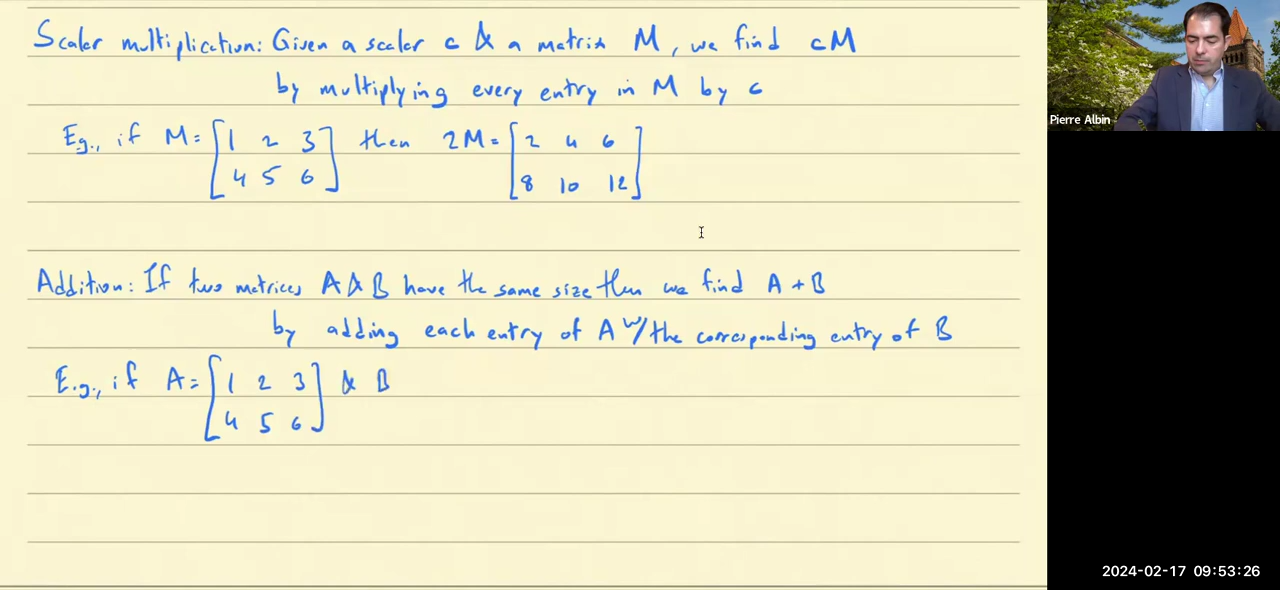 Scalar multiplication: Given a scalar c & a matrix M, we find cM
by multiplying every entry in M by c
Eg., if M = [1 2 3 then 2M = [2 4 6
4 5 6] 8 10 12]
Addition: If two matrices A & B have the same size then we find A + B
by adding each entry of A w/ the corresponding entry of B
E.g., if A = [1 2 3 & B
4 5 6]
Pierre Albin
2024-02-17 09:53:26